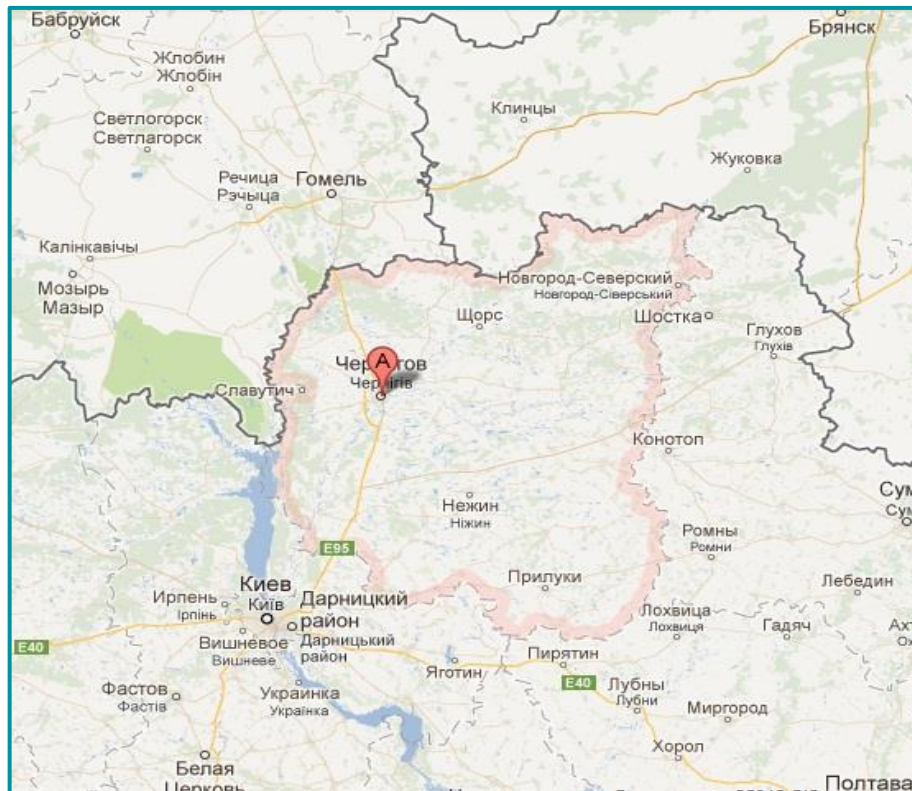 Бабруйск
Брянск
Жлобин
Жлобін
Клинцы
Светлогорск
Светлагорск
Жуковка
Речица
Рэчыца
Гомель
Калінкавічы
Мозырь
Мазыр
Новгород-Северский
Новгород-Сіверський
Щорс
Шостка
Глухов
Глухів
A
Славутич
Конотоп
Нежин
Ніжин
Сум
Сум
Ромны
Ромни
E95
Прилуки
Лебедин
Киев
Київ
Ирпень
Ірпінь
Дарницкий
район
Дарницький
район
Лохвица
Лохвиця
Гадяч
Ахт
E40
Вишневое
Вишневе
Яготин
Пирятин
E40
Фастов
Фастів
Украинка
Українка
Лубны
Лубни
Миргород
Хорол
Белая
Церковь
Полтава